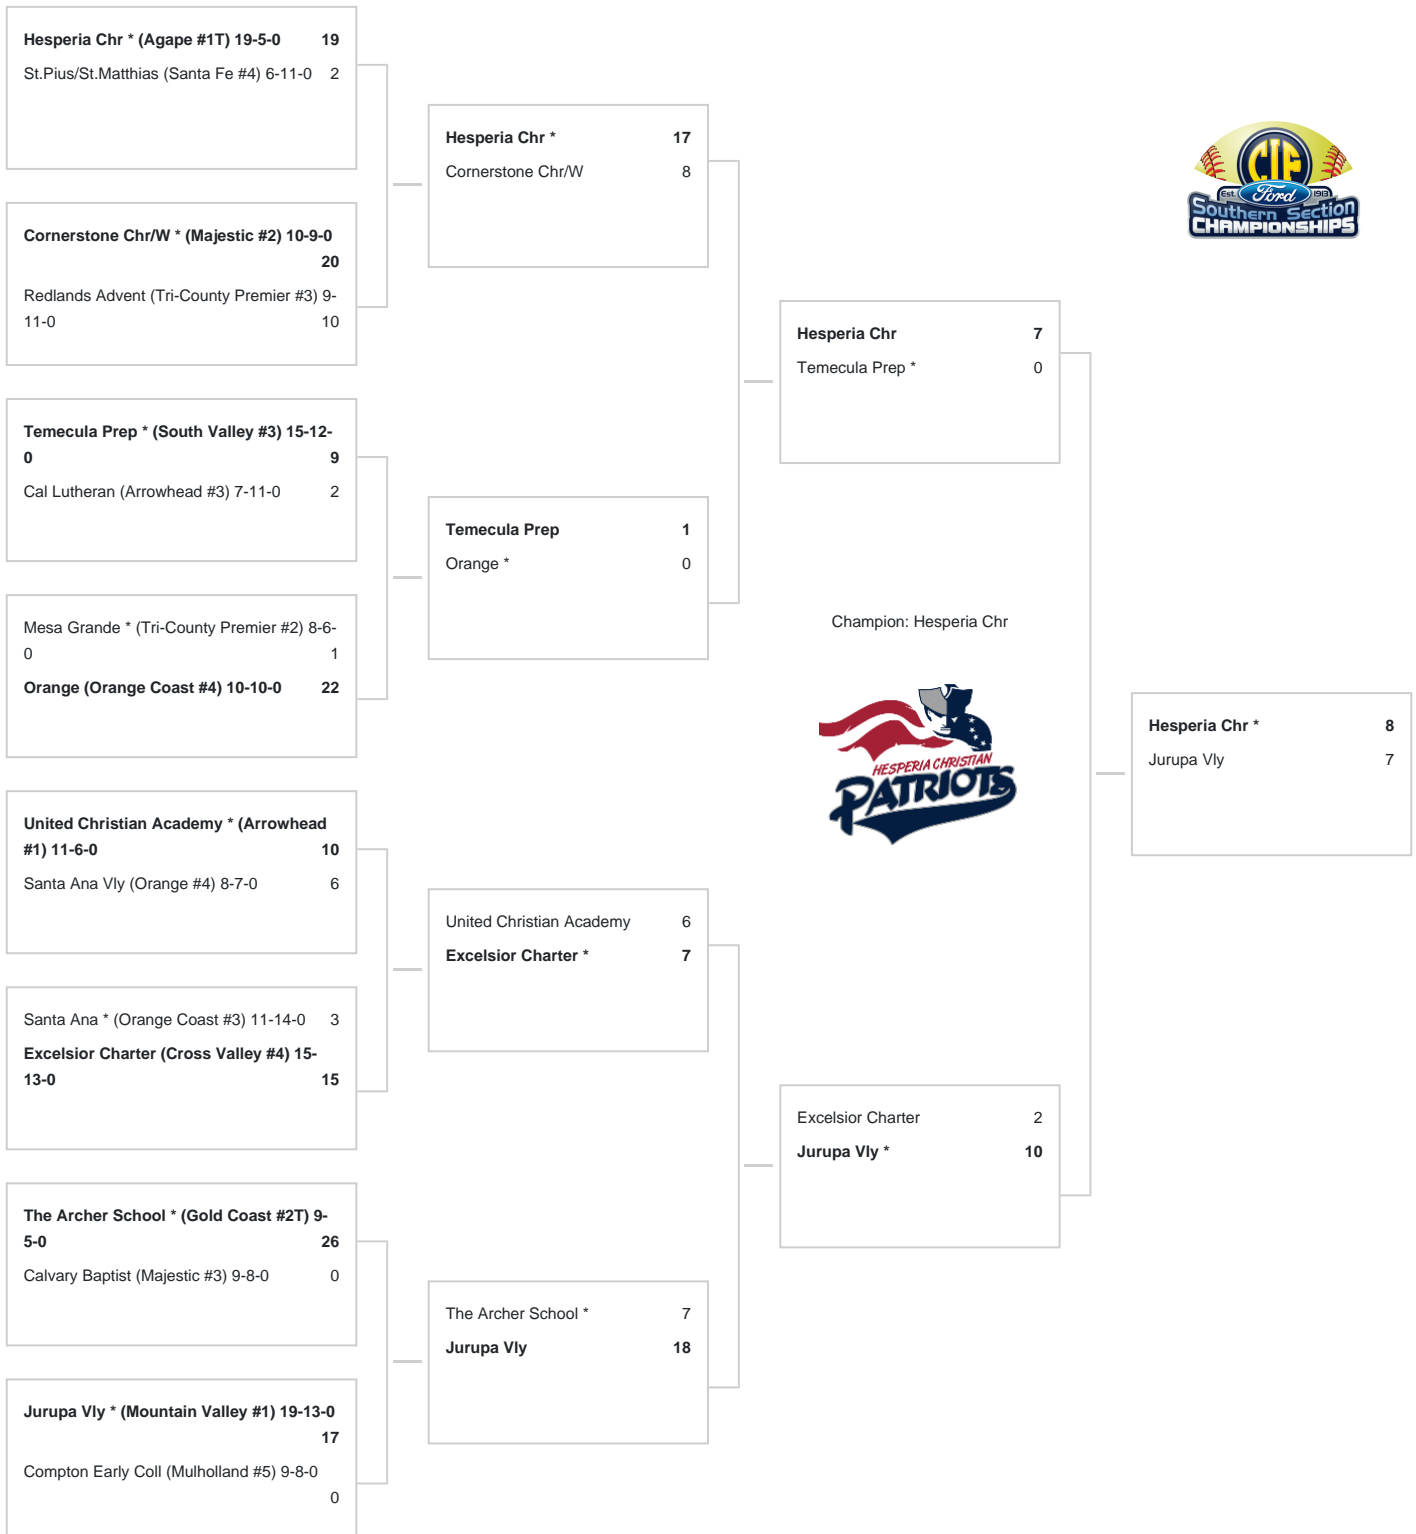 Hesperia Chr * (Agape #1T) 19-5-0 19
St.Pius/St.Matthias (Santa Fe #4) 6-11-0 2
Cornerstone Chr/W * (Majestic #2) 10-9-0
20
Redlands Advent (Tri-County Premier #3) 9-
11-0 10
Temecula Prep * (South Valley #3) 15-12-
0 9
Cal Lutheran (Arrowhead #3) 7-11-0 2
Mesa Grande * (Tri-County Premier #2) 8-6-
0 1
Orange (Orange Coast #4) 10-10-0 22
United Christian Academy * (Arrowhead
#1) 11-6-0 10
Santa Ana Vly (Orange #4) 8-7-0 6
Santa Ana * (Orange Coast #3) 11-14-0 3
Excelsior Charter (Cross Valley #4) 15-
13-0 15
The Archer School * (Gold Coast #2T) 9-
5-0 26
Calvary Baptist (Majestic #3) 9-8-0 0
Jurupa Vly * (Mountain Valley #1) 19-13-0
17
Compton Early Coll (Mulholland #5) 9-8-0
0
Hesperia Chr * 17
Cornerstone Chr/W 8
Temecula Prep 1
Orange * 0
United Christian Academy 6
Excelsior Charter * 7
The Archer School * 7
Jurupa Vly 18
Hesperia Chr 7
Temecula Prep * 0
Excelsior Charter 2
Jurupa Vly * 10
Champion: Hesperia Chr
HESPERIA CHRISTIAN
PATRIOTS
CIF
Est. Ford 1913
Southern Section
CHAMPIONSHIPS
Hesperia Chr * 8
Jurupa Vly 7